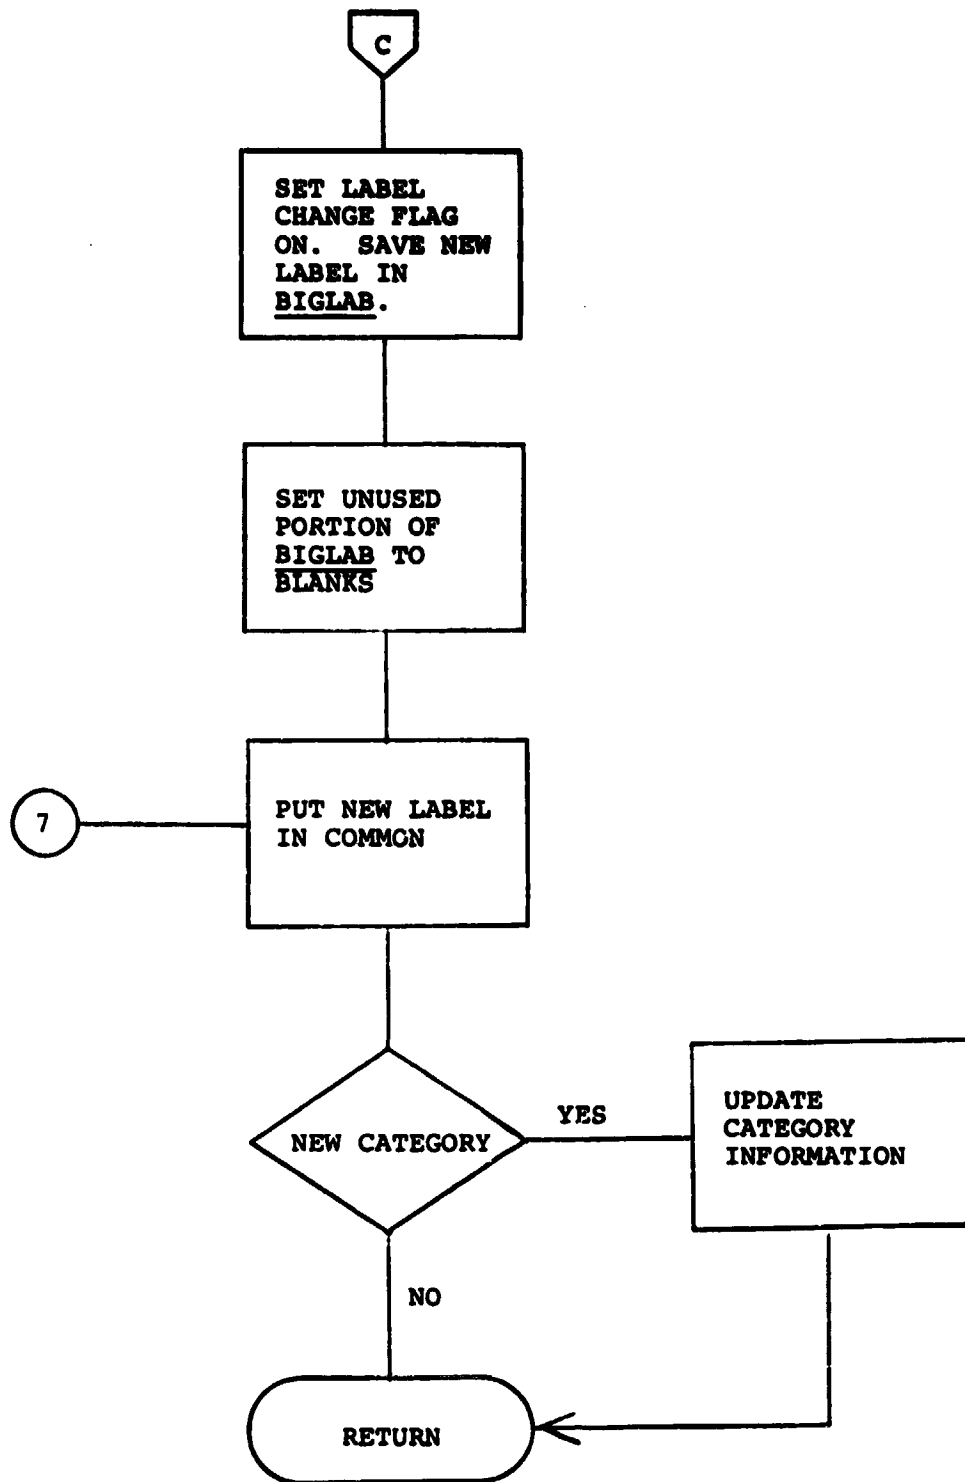 C
SET LABEL
CHANGE FLAG
ON. SAVE NEW
LABEL IN
BIGLAB.
SET UNUSED
PORTION OF
BIGLAB TO
BLANKS
7
PUT NEW LABEL
IN COMMON
NEW CATEGORY
YES
UPDATE
CATEGORY
INFORMATION
NO
RETURN